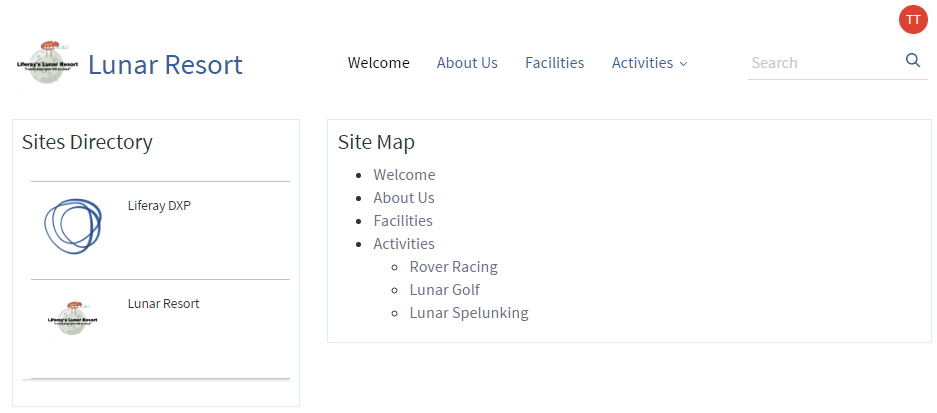 TT
Liferay's Lunar Resort
Lunar Resort
Welcome
About Us
Facilities
Activities
Search
Sites Directory
Liferay DXP
Liferay's Lunar Resort
Lunar Resort
Site Map
Welcome
About Us
Facilities
Activities
Rover Racing
Lunar Golf
Lunar Spelunking